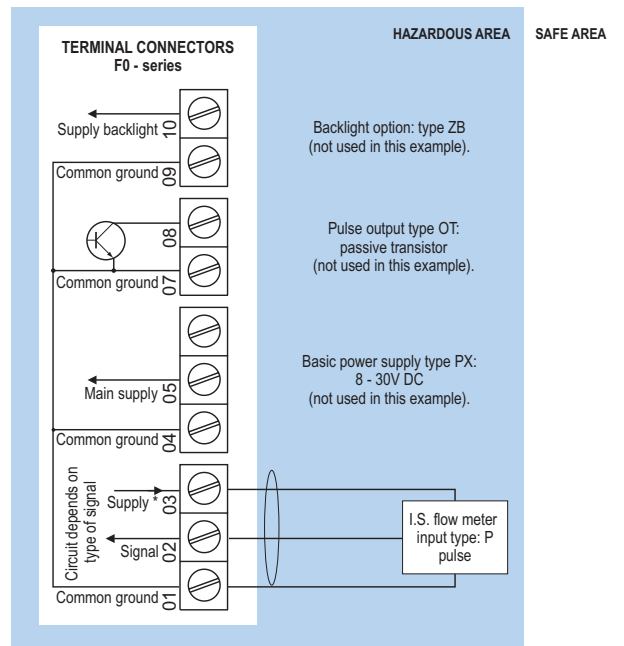 HAZARDOUS AREA
SAFE AREA
TERMINAL CONNECTORS
F0 - series
Supply backlight
10
Backlight option: type ZB
(not used in this example).
Common ground
09
08
Pulse output type OT:
passive transistor
(not used in this example).
Common ground
07
Basic power supply type PX:
8 - 30V DC
(not used in this example).
Main supply
05
Common ground
04
Circuit depends on
type of signal
Supply *
03
Signal
02
Common ground
01
I.S. flow meter
input type: P
pulse